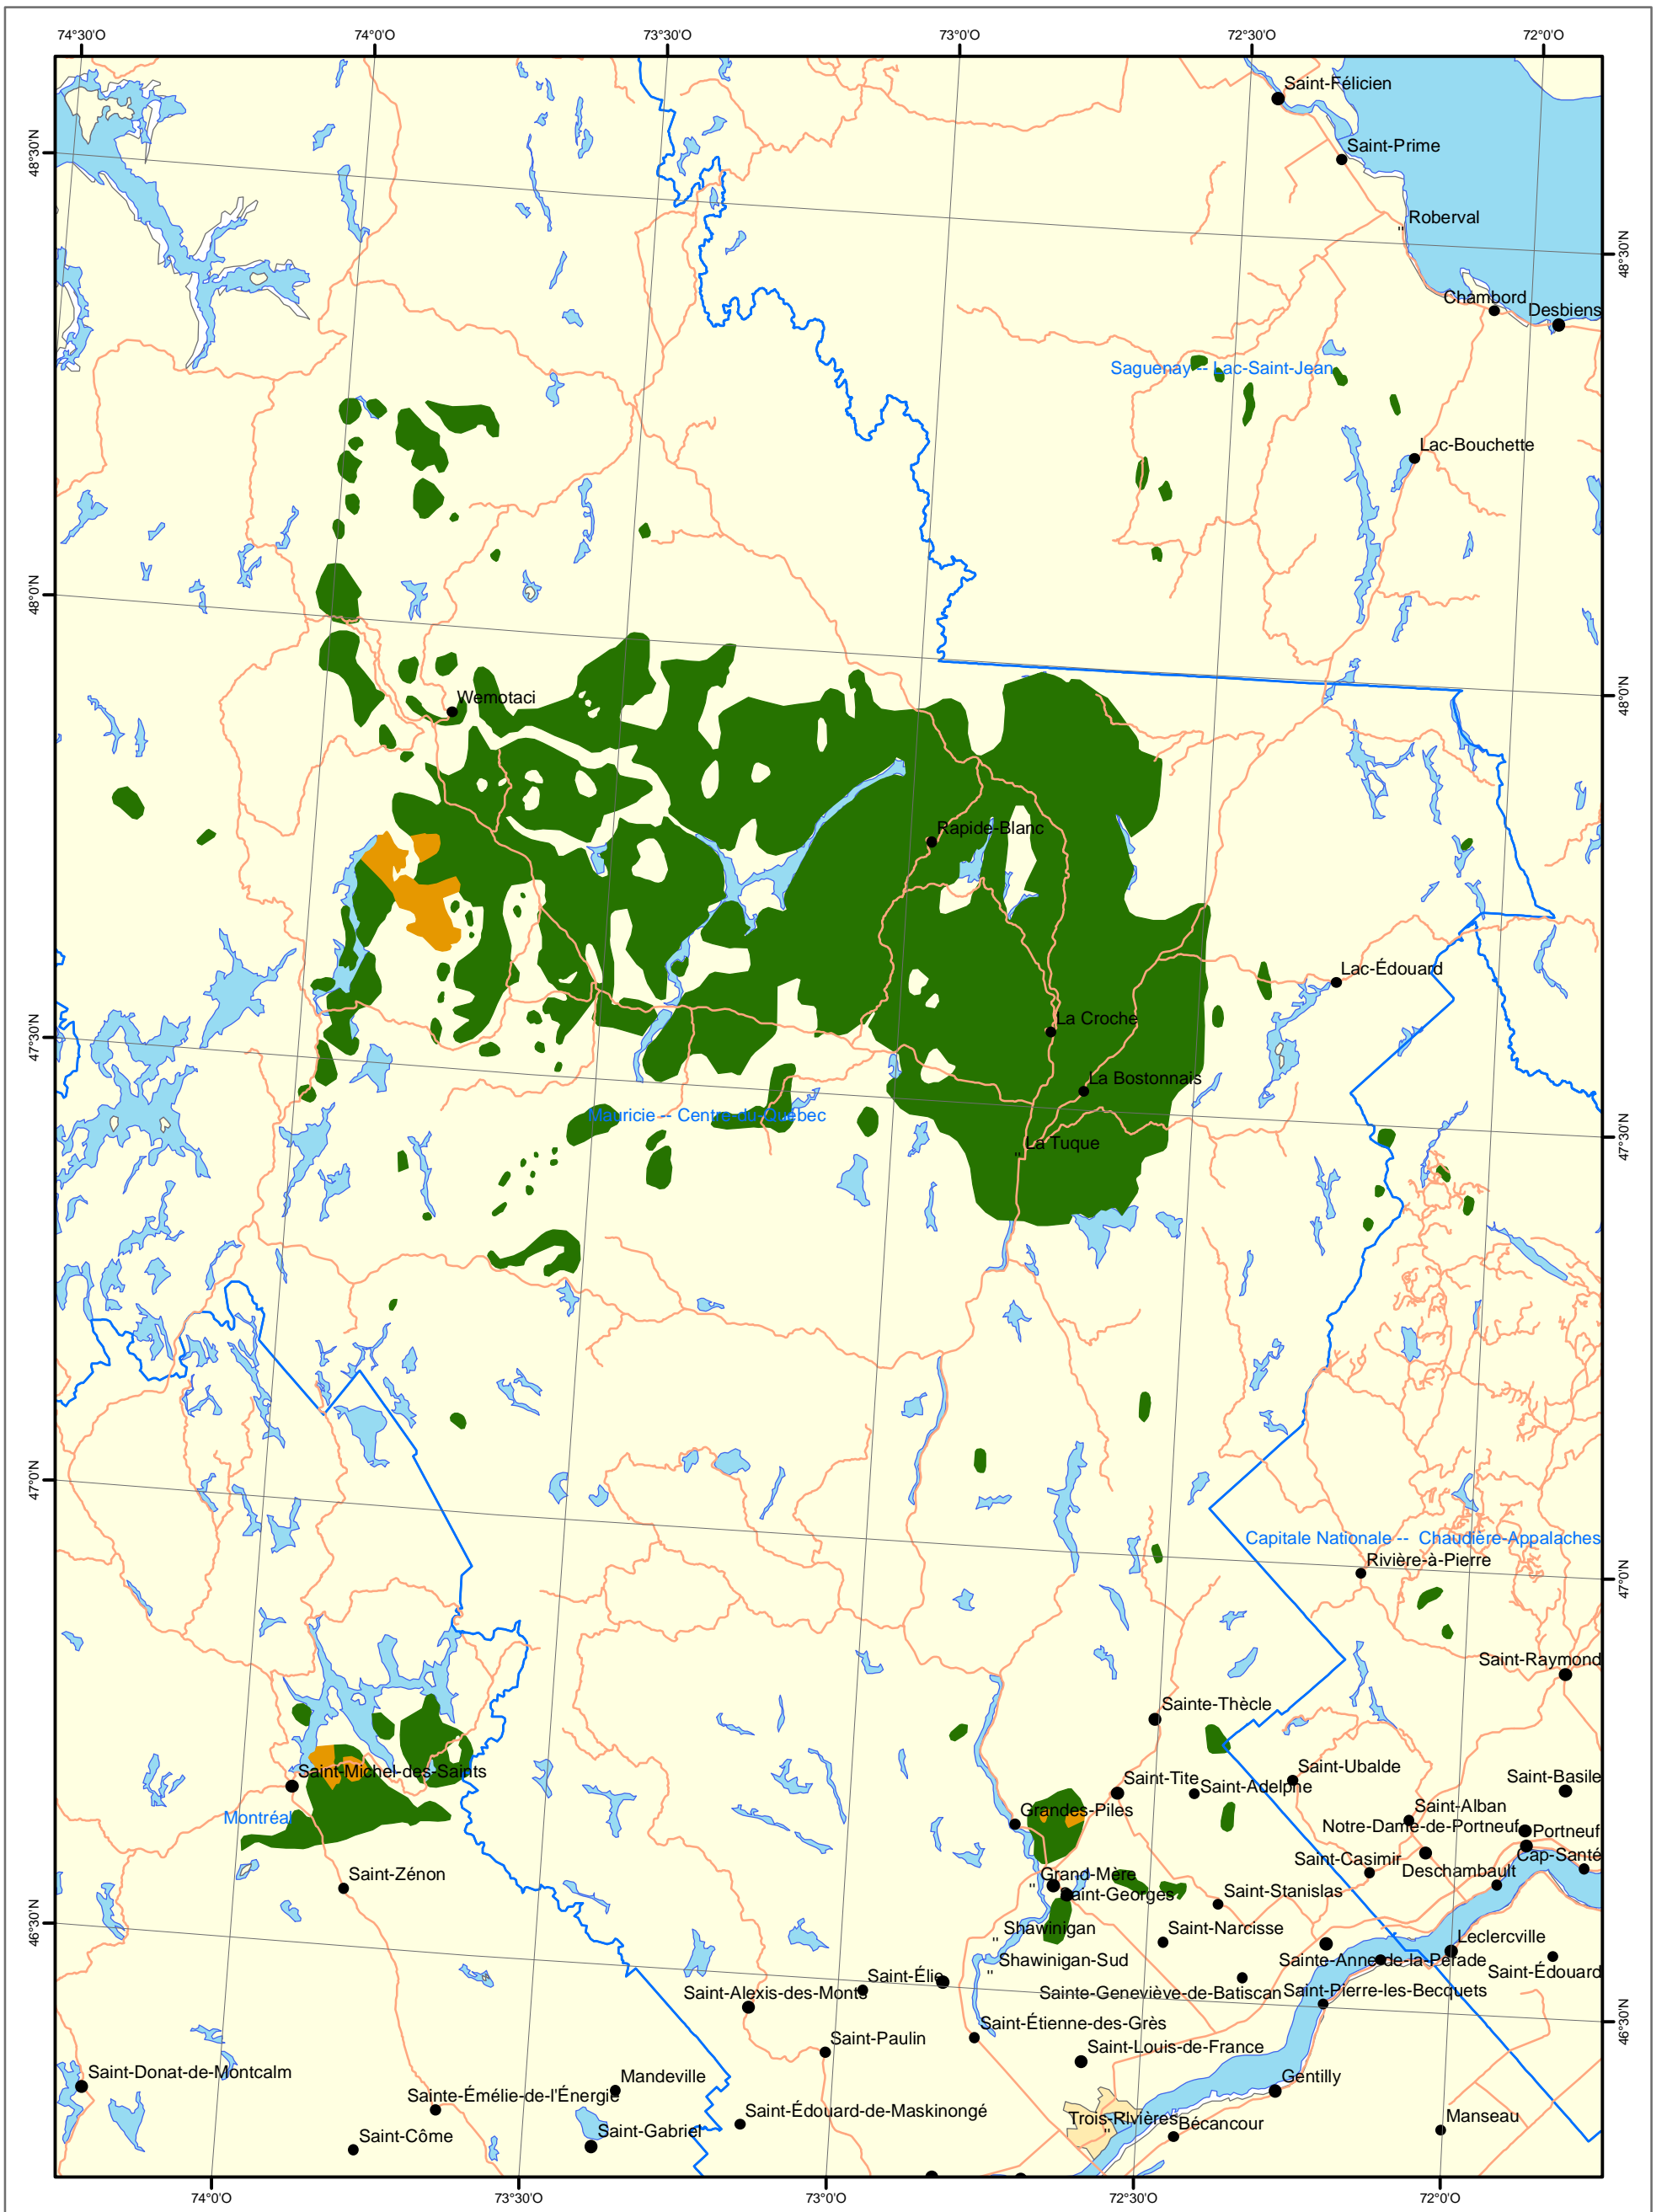 74°30'O 74°0'O 73°30'O 73°0'O 72°30'O 72°0'O
Saint-Félicien
Saint-Prime
48°30'N
Roberval
48°30'N
Chambord
Desbiens
Saguenay -- Lac-Saint-Jean
Lac-Bouchette
48°0'N
Wemotaci
48°0'N
Rapide-Blanc
Lac-Édouard
La Croche
47°30'N
La Bostonnais
Mauricie -- Centre-du-Québec
La Tuque
47°30'N
47°0'N
Capitale Nationale -- Chaudière-Appalaches
Rivière-à-Pierre
47°0'N
Saint-Raymond
Sainte-Thècle
Saint-Michel-des-Saints
Saint-Ubalde
Saint-Tite
Saint-Adelphe
Saint-Basile
Montréal
Grandes-Piles
Saint-Alban
Notre-Dame-de-Portneuf
Portneuf
Saint-Casimir
Cap-Santé
Deschambault
Saint-Zénon
Grand-Mère
Saint-Georges
Saint-Stanislas
46°30'N
Shawinigan
Saint-Narcisse
Leclercville
Shawinigan-Sud
Sainte-Anne-de-la-Pérade
Saint-Édouard
Saint-Élie
Saint-Alexis-des-Monts
Sainte-Geneviève-de-Batiscan
Saint-Pierre-les-Becquets
Saint-Étienne-des-Grès
46°30'N
Saint-Paulin
Saint-Louis-de-France
Saint-Donat-de-Montcalm
Mandeville
Gentilly
Sainte-Émélie-de-l'Énergie
Saint-Édouard-de-Maskinongé
Trois-RIvières
Bécancour
Manseau
Saint-Côme
Saint-Gabriel
74°0'O 73°30'O 73°0'O 72°30'O 72°0'O